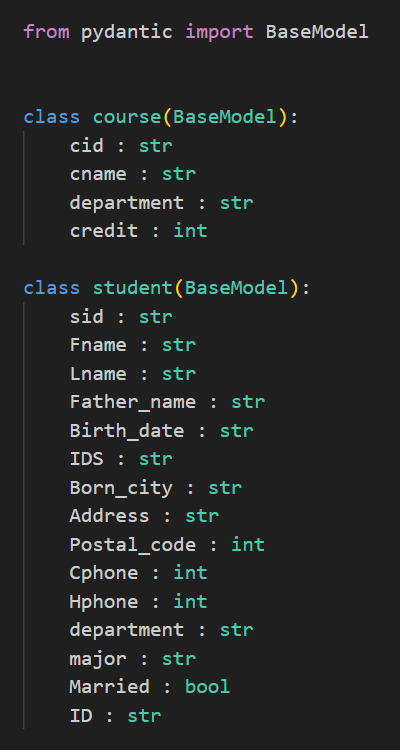 from pydantic import BaseModel
class course(BaseModel):
cid : str
cname : str
department : str
credit : int
class student(BaseModel):
sid : str
Fname : str
Lname : str
Father_name : str
Birth_date : str
IDS : str
Born_city : str
Address : str
Postal_code : int
Cphone : int
Hphone : int
department : str
major : str
Married : bool
ID : str